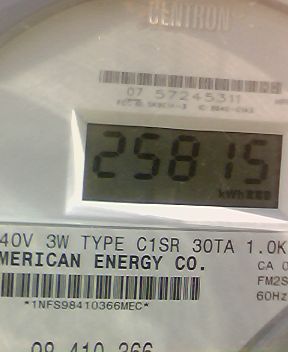 CENTRON
07 57245311
25815
kWh
40V 3W TYPE C1SR 30TA 1.0K
MERICAN ENERGY CO.
CA 0
FM2S
60Hz
*1NFS98410366MEC*
98 410 366